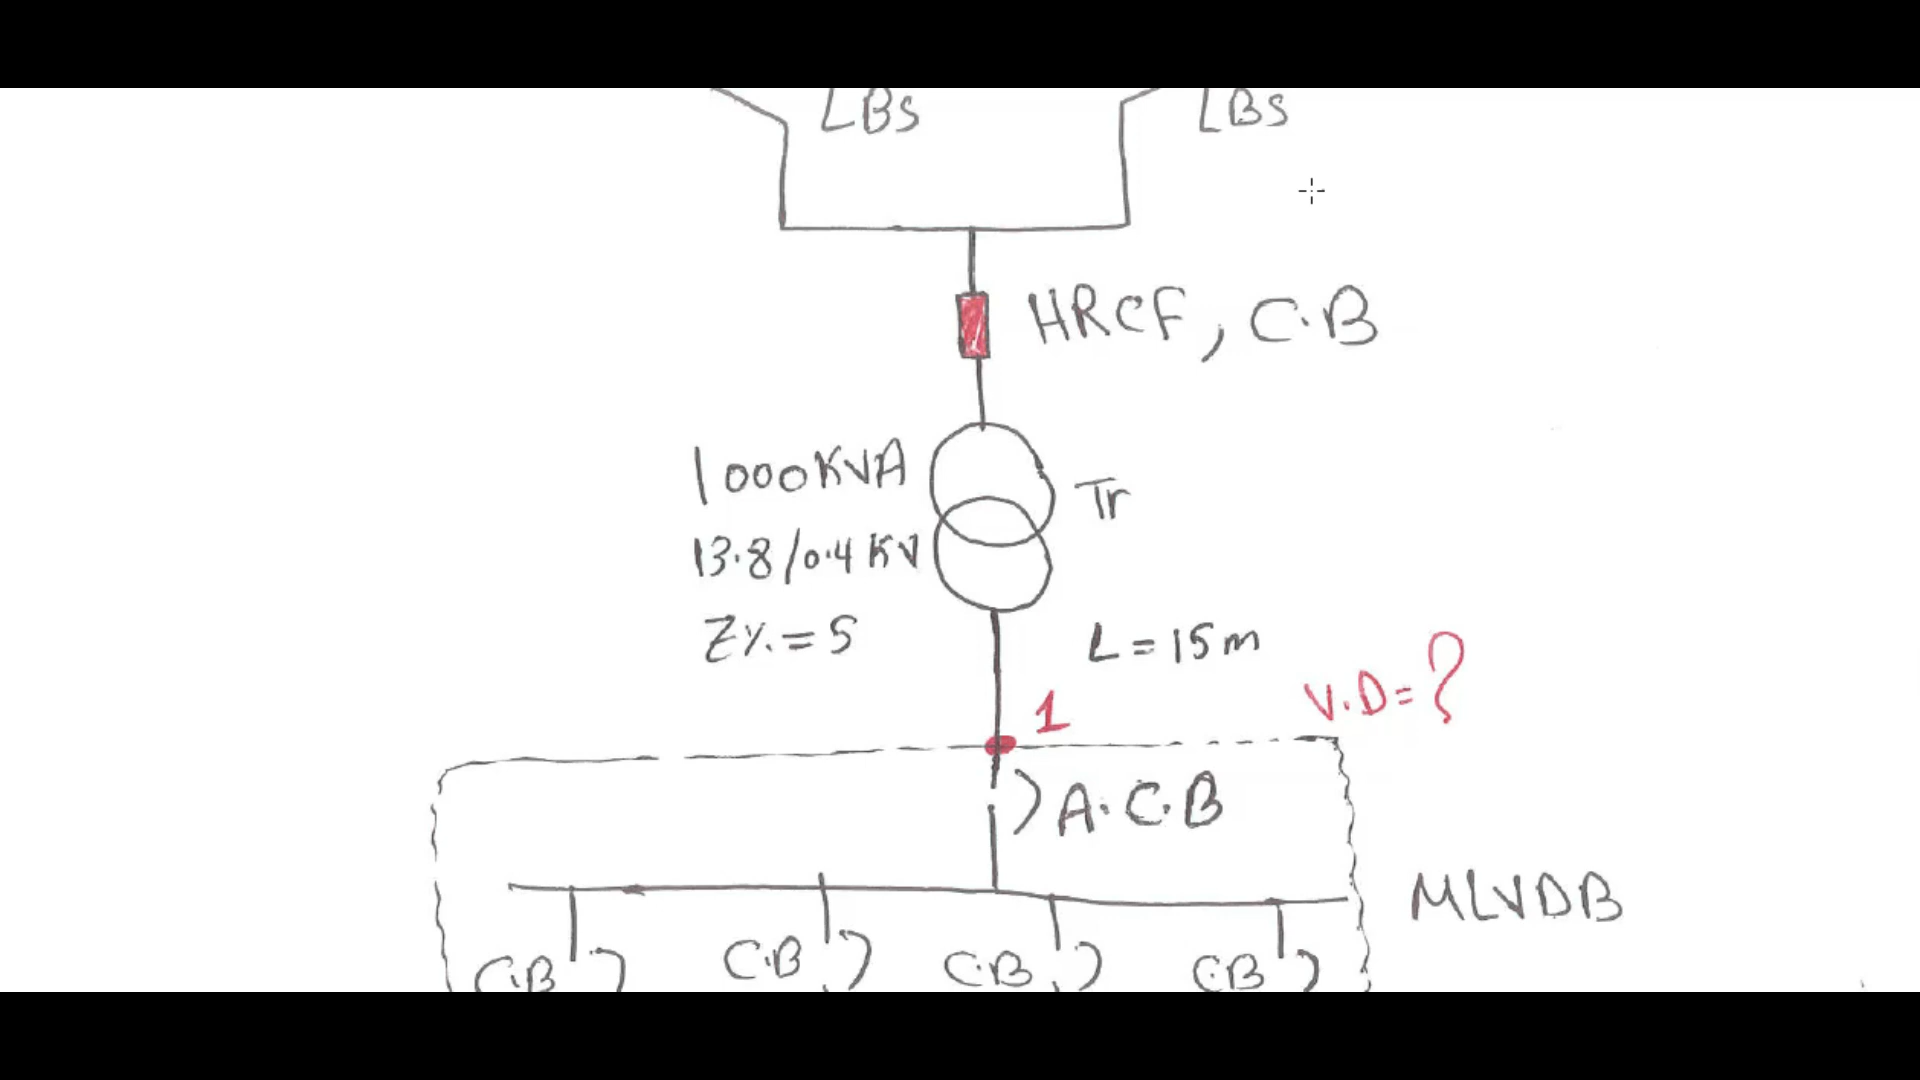 LBS LBS
HRCF, C.B
1000KVA
Tr
13.8/0.4 KV
Z%=5
L=15m
V.D=?
1
A.C.B
MLVDB
C.B C.B C.B C.B